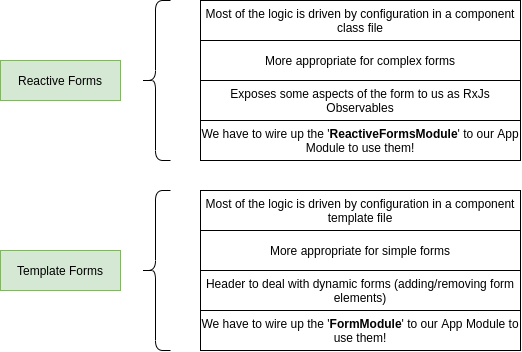 Reactive Forms
Most of the logic is driven by configuration in a component
class file
More appropriate for complex forms
Exposes some aspects of the form to us as RxJs
Observables
We have to wire up the 'ReactiveFormsModule' to our App
Module to use them!
Template Forms
Most of the logic is driven by configuration in a component
template file
More appropriate for simple forms
Header to deal with dynamic forms (adding/removing form
elements)
We have to wire up the 'FormModule' to our App Module to
use them!